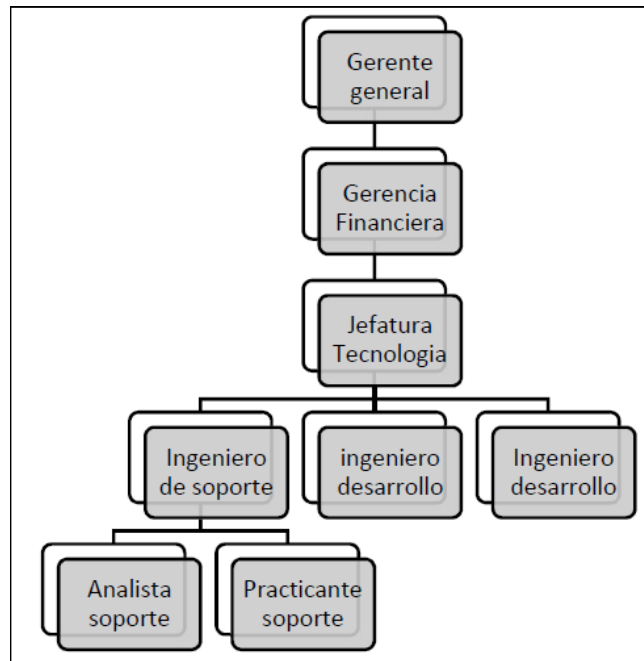 Gerente
general
Gerencia
Financiera
Jefatura
Tecnologia
Ingeniero
de soporte
ingeniero
desarrollo
Ingeniero
desarrollo
Analista
soporte
Practicante
soporte